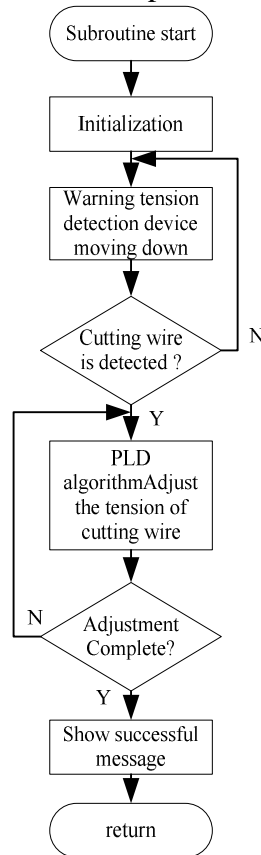 Subroutine start
Initialization
Warning tension
detection device
moving down
Cutting wire
is detected ?
N
Y
PLD
algorithmAdjust
the tension of
cutting wire
N
Adjustment
Complete?
Y
Show successful
message
return